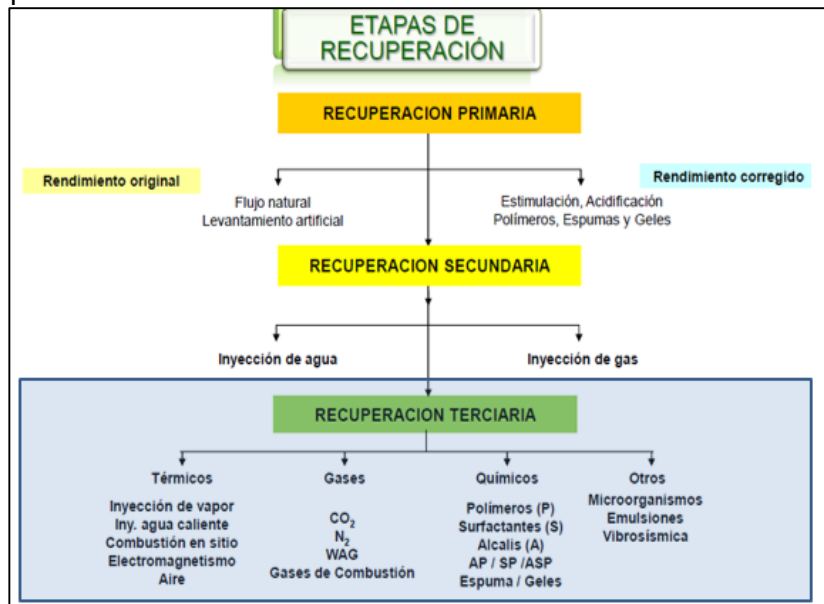 ETAPAS DE
RECUPERACIÓN
RECUPERACION PRIMARIA
Rendimiento original
Rendimiento corregido
Flujo natural
Levantamiento artificial
Estimulación, Acidificación
Polímeros, Espumas y Geles
RECUPERACION SECUNDARIA
Inyección de agua
Inyección de gas
RECUPERACION TERCIARIA
Térmicos
Inyección de vapor
Iny. agua caliente
Combustión en sitio
Electromagnetismo
Aire
Gases
CO₂
N₂
WAG
Gases de Combustión
Químicos
Polímeros (P)
Surfactantes (S)
Alcalis (A)
AP / SP /ASP
Espuma / Geles
Otros
Microorganismos
Emulsiones
Vibrosísmica